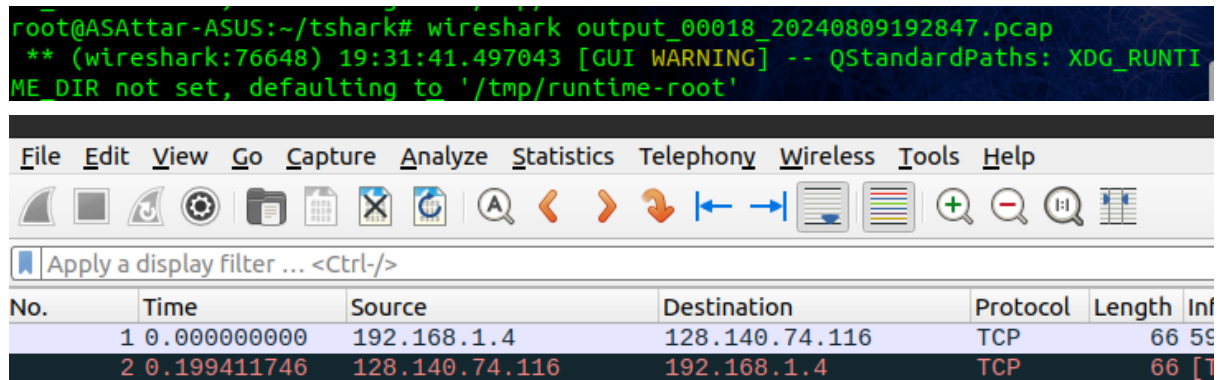 root@ASAttar-ASUS:~/tshark# wireshark output_00018_20240809192847.pcap
** (wireshark:76648) 19:31:41.497043 [GUI WARNING] -- QStandardPaths: XDG_RUNTI
ME_DIR not set, defaulting to '/tmp/runtime-root'
File Edit View Go Capture Analyze Statistics Telephony Wireless Tools Help
Apply a display filter … <Ctrl-/>
No. Time Source Destination Protocol Length Inf
1 0.000000000 192.168.1.4 128.140.74.116 TCP 66 59
2 0.199411746 128.140.74.116 192.168.1.4 TCP 66 [T